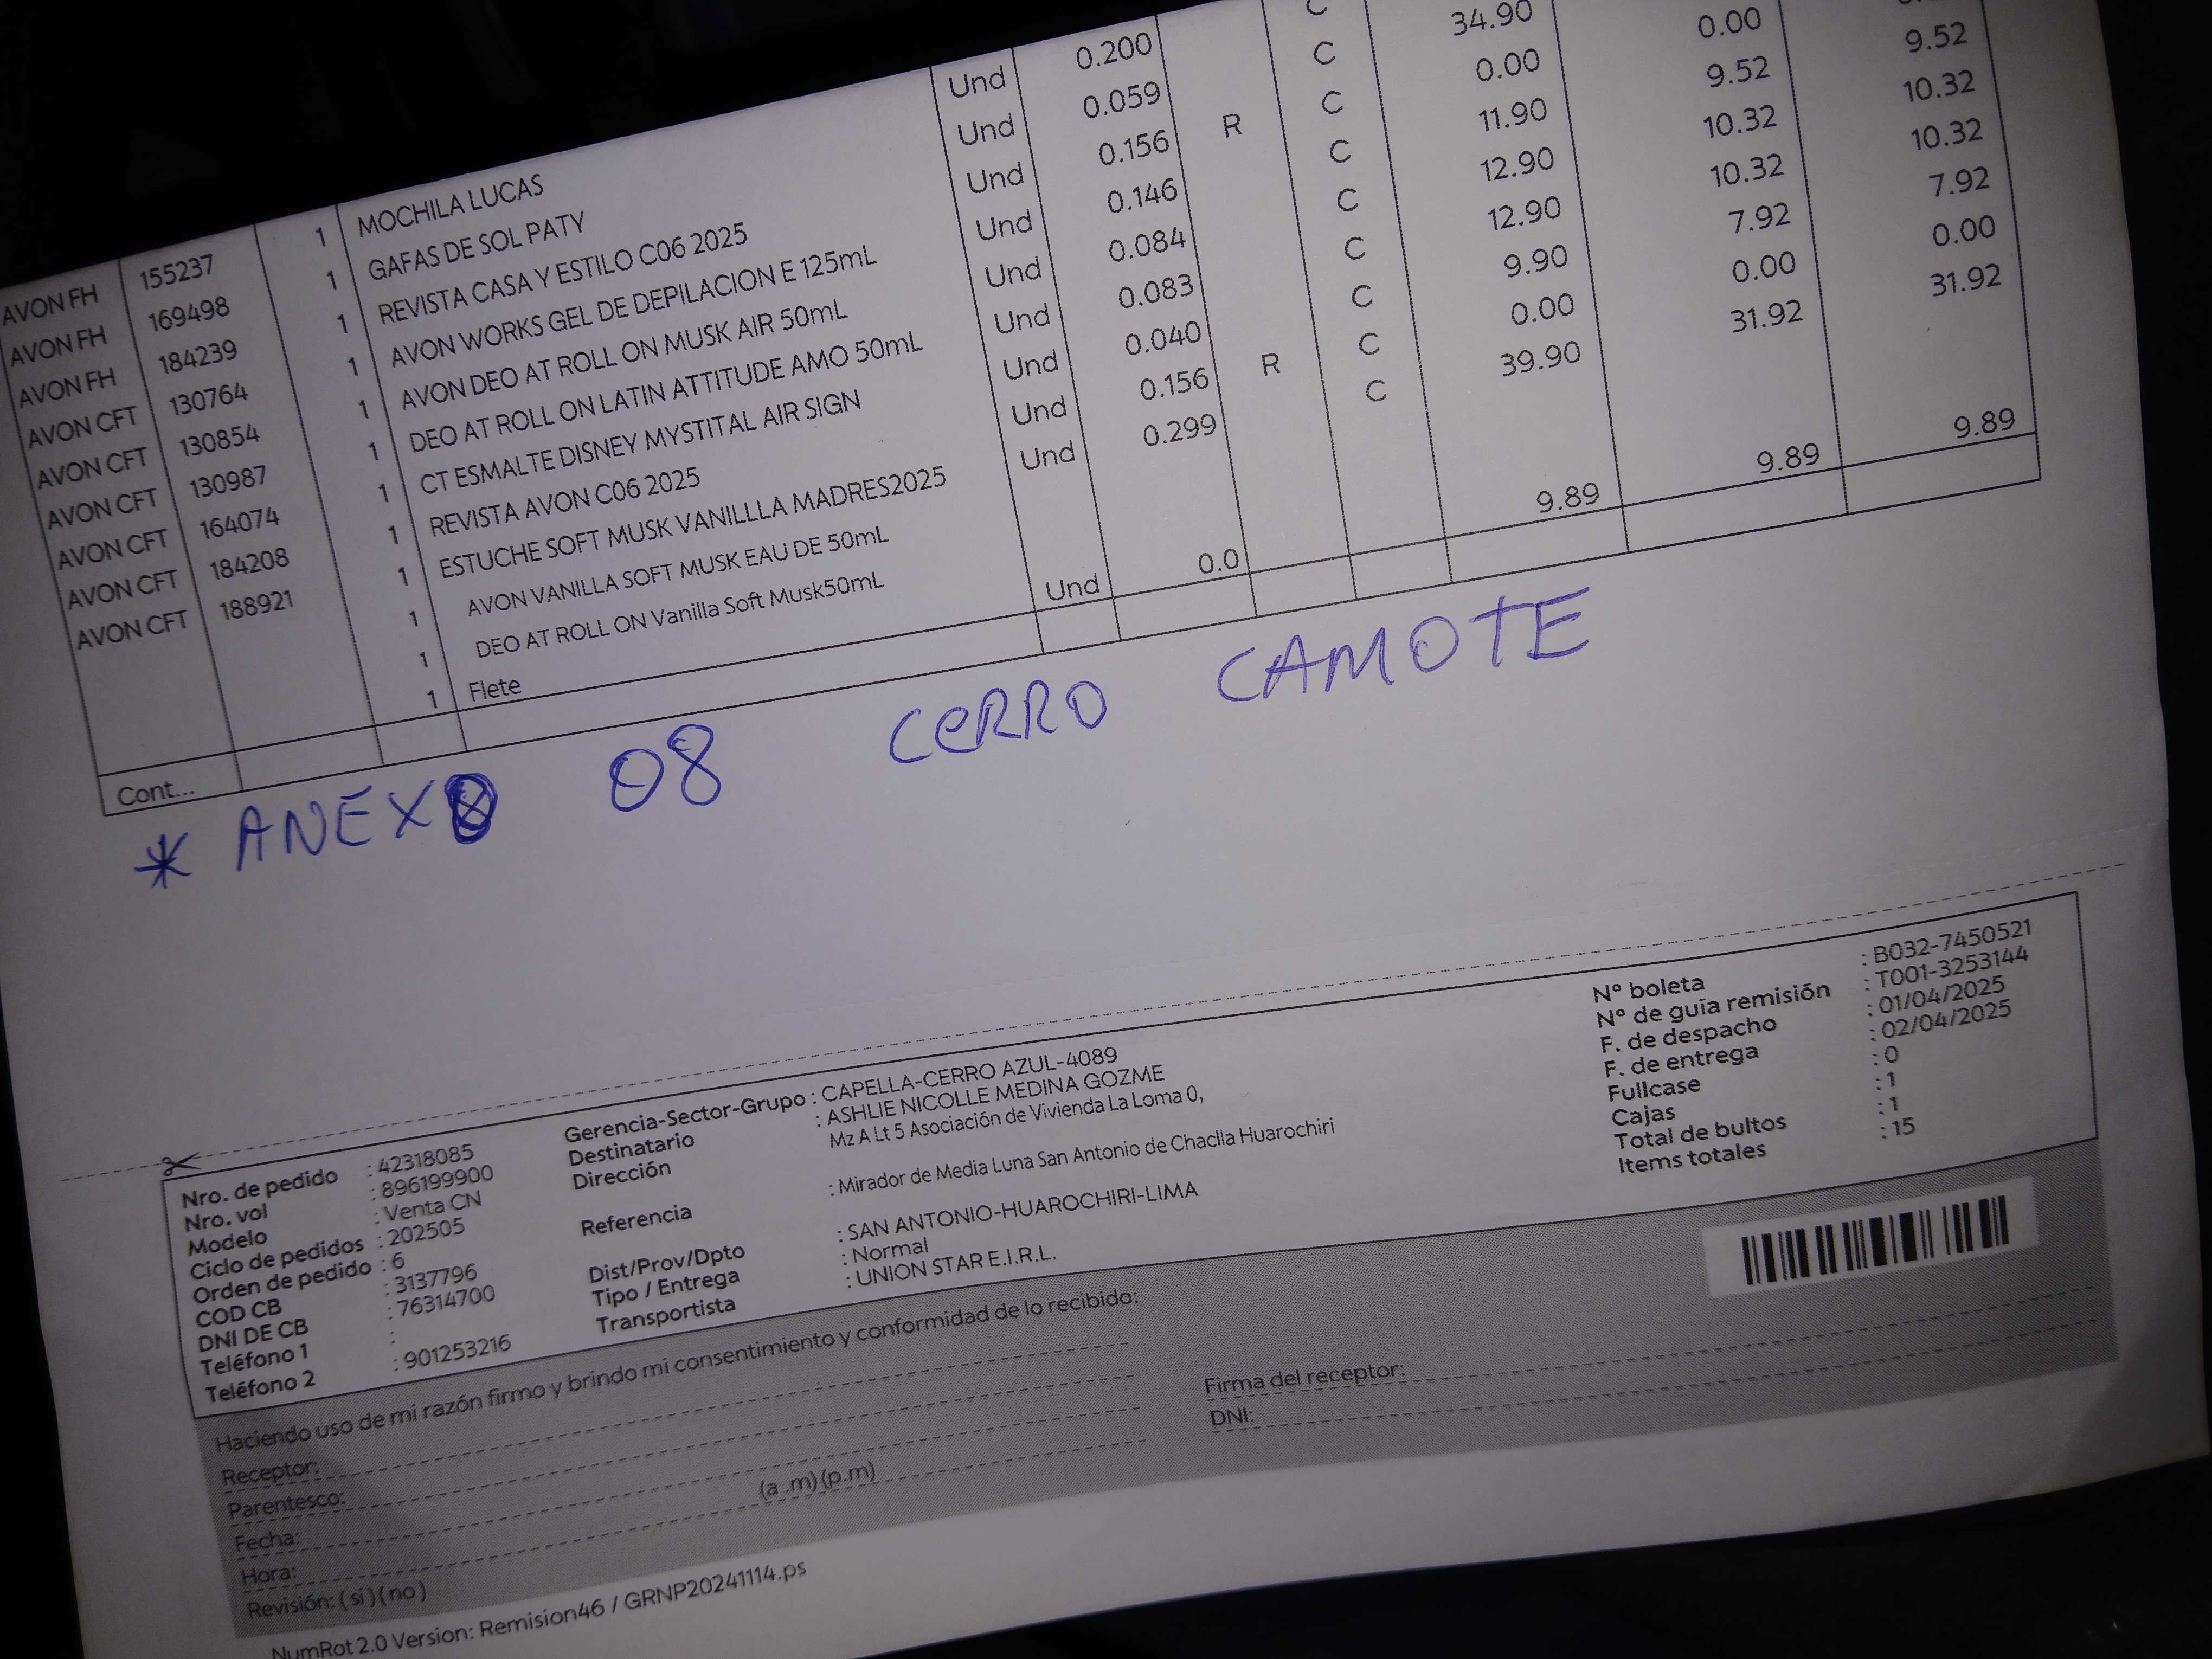 AVON FH 155237 1 MOCHILA LUCAS Und 0.200 C 34.90
AVON FH 169498 1 GAFAS DE SOL PATY Und 0.059 C 0.00 0.00
AVON FH 184239 1 REVISTA CASA Y ESTILO C06 2025 Und 0.156 R C 11.90 9.52 9.52
AVON CFT 130764 1 AVON WORKS GEL DE DEPILACION E 125mL Und 0.146 C 12.90 10.32 10.32
AVON CFT 130854 1 AVON DEO AT ROLL ON MUSK AIR 50mL Und 0.084 C 12.90 10.32 10.32
AVON CFT 130987 1 DEO AT ROLL ON LATIN ATTITUDE AMO 50mL Und 0.083 C 9.90 7.92 7.92
AVON CFT 164074 1 CT ESMALTE DISNEY MYSTITAL AIR SIGN Und 0.040 C 0.00 0.00 0.00
AVON CFT 184208 1 REVISTA AVON C06 2025 Und 0.156 R C 39.90 31.92 31.92
AVON CFT 188921 1 ESTUCHE SOFT MUSK VANILLLA MADRES2025 Und 0.299 C
1 AVON VANILLA SOFT MUSK EAU DE 50mL
1 DEO AT ROLL ON Vanilla Soft Musk50mL
1 Flete Und 0.0 9.89 9.89 9.89
Cont...
* ANEXO 08 CERRO CAMOTE
Nro. de pedido : 42318085
Nro. vol : 896199900
Modelo : Venta CN
Ciclo de pedidos : 202505
Orden de pedido : 6
COD CB : 3137796
DNI DE CB : 76314700
Teléfono 1 :
Teléfono 2 : 901253216
Gerencia-Sector-Grupo : CAPELLA-CERRO AZUL-4089
Destinatario : ASHLIE NICOLLE MEDINA GOZME
Dirección Mz A Lt 5 Asociación de Vivienda La Loma 0,
Referencia : Mirador de Media Luna San Antonio de Chaclla Huarochiri
Dist/Prov/Dpto : SAN ANTONIO-HUAROCHIRI-LIMA
Tipo / Entrega : Normal
Transportista : UNION STAR E.I.R.L.
N° boleta : B032-7450521
N° de guía remisión : T001-3253144
F. de despacho : 01/04/2025
F. de entrega : 02/04/2025
Fullcase : 0
Cajas : 1
Total de bultos : 1
Items totales : 15
Haciendo uso de mi razón firmo y brindo mi consentimiento y conformidad de lo recibido:
Receptor:
Parentesco:
Fecha:
Hora: (a .m) (p.m)
Revisión: (si) (no)
Firma del receptor:
DNI:
NumRot 2.0 Version: Remision46 / GRNP20241114.ps